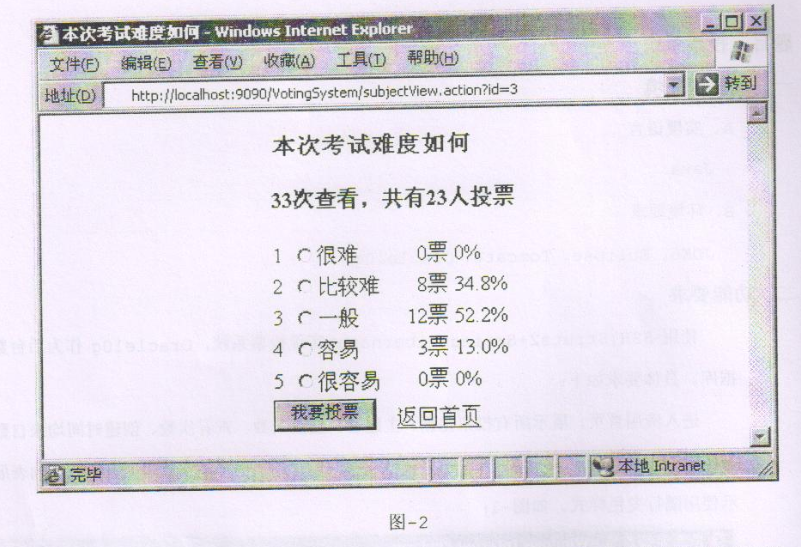 本次考试难度如何 - Windows Internet Explorer
文件(F) 编辑(E) 查看(V) 收藏(A) 工具(T) 帮助(H)
地址(D) http://localhost:9090/VotingSystem/subjectView.action?id=3 转到
本次考试难度如何
33次查看，共有23人投票
1 很难 0票 0%
2 比较难 8票 34.8%
3 一般 12票 52.2%
4 容易 3票 13.0%
5 很容易 0票 0%
我要投票 返回首页
完毕 本地 Intranet
图-2